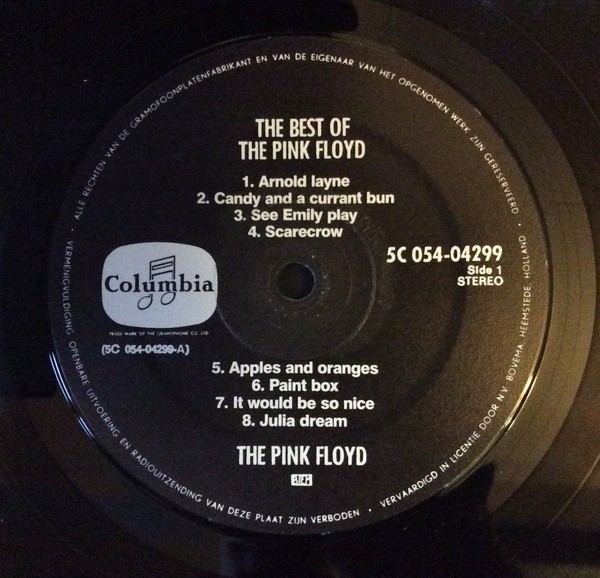 ALLE RECHTEN VAN DE GRAMOFOONPLATENFABRIKANT EN VAN DE EIGENAAR VAN HET OPGENOMEN WERK ZIJN GERESERVEERD ·
THE BEST OF
THE PINK FLOYD
1. Arnold layne
2. Candy and a currant bun
3. See Emily play
4. Scarecrow
5C 054-04299
Side 1
STEREO
Columbia
TRADE MARK OF THE GRAMOPHONE CO. LTD.
(5C 054-04299-A)
5. Apples and oranges
6. Paint box
7. It would be so nice
8. Julia dream
THE PINK FLOYD
BIEM
VERMENIGVULDIGING, OPENBARE UITVOERING EN RADIOUITZENDING VAN DEZE PLAAT ZIJN VERBODEN · VERVAARDIGD IN LICENTIE DOOR N.V. BOVEMA, HEEMSTEDE, HOLLAND ·